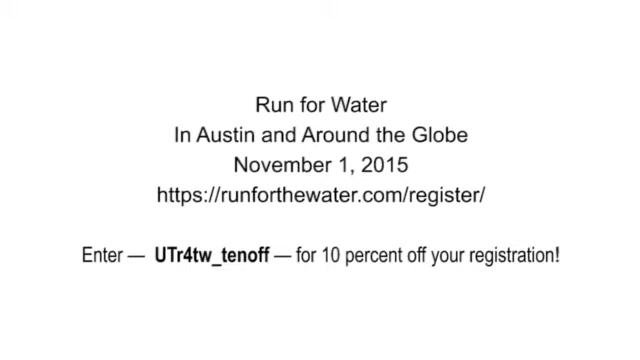 Run for Water
In Austin and Around the Globe
November 1, 2015
https://runforthewater.com/register/
Enter — UTr4tw_tenoff — for 10 percent off your registration!